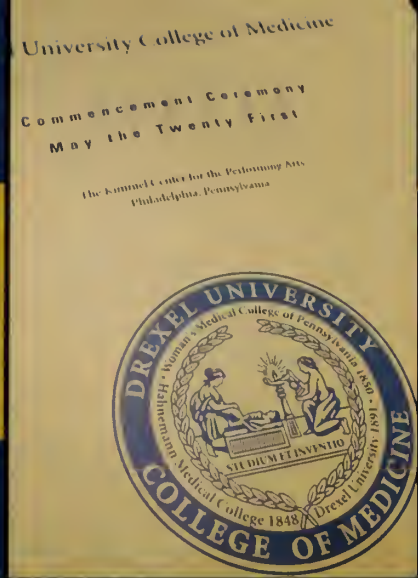 University College of Medicine
Commencement Ceremony
May the Twenty First
The Kimmel Center for the Performing Arts
Philadelphia, Pennsylvania
DREXEL UNIVERSITY
COLLEGE OF MEDICINE
Woman's Medical College of Pennsylvania 1850
Hahnemann Medical College 1848
Drexel University 1891
STUDIUM ET INVENTIO